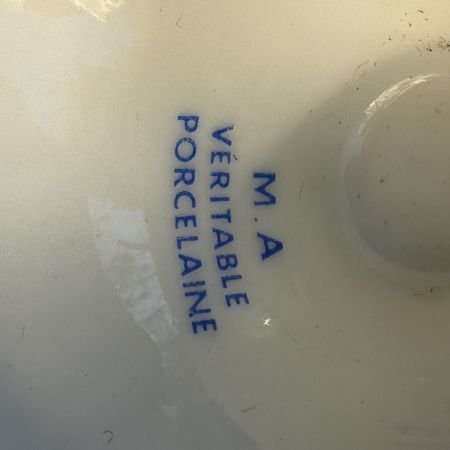 M. A
VÉRITABLE
PORCELAINE